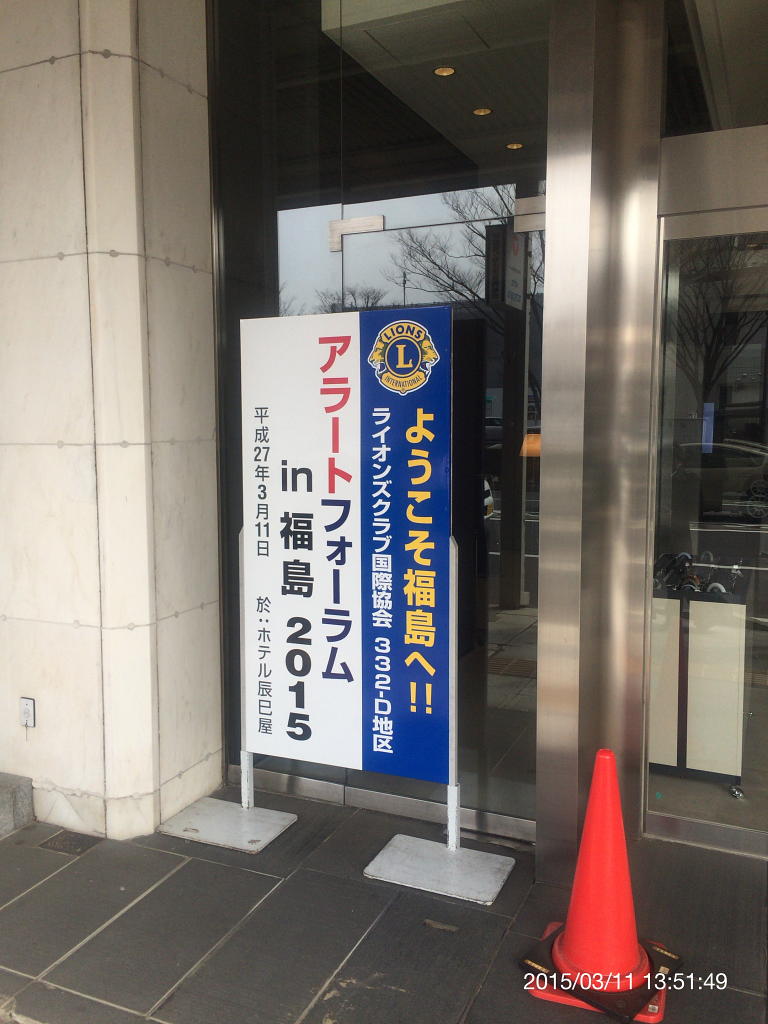 LIONS
L
INTERNATIONAL
ようこそ福島へ!!
ライオンズクラブ国際協会 332-D地区
アラートフォーラム
in 福島 2015
平成27年3月11日 於:ホテル辰巳屋
2015/03/11 13:51:49